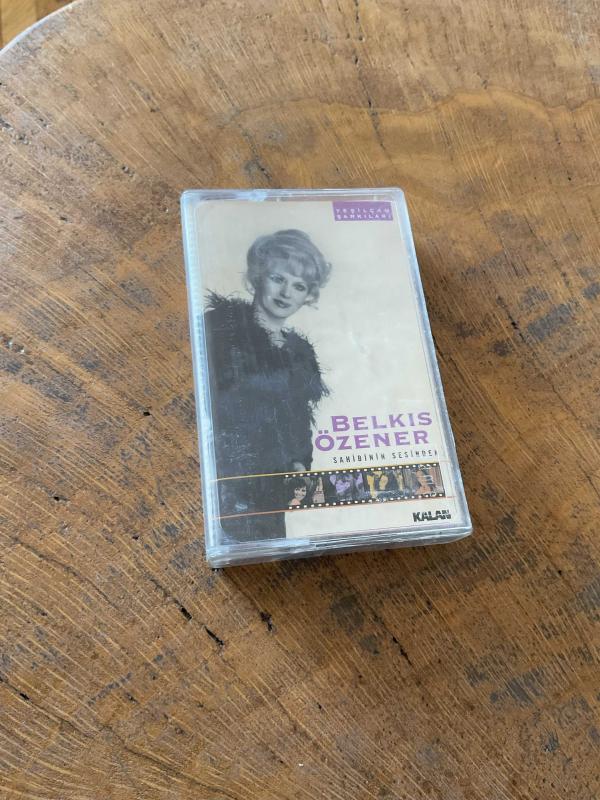 YEŞİLÇAM
ŞARKILARI
BELKIS
ÖZENER
SAHİBİNİN SESİNDEN
KALAN